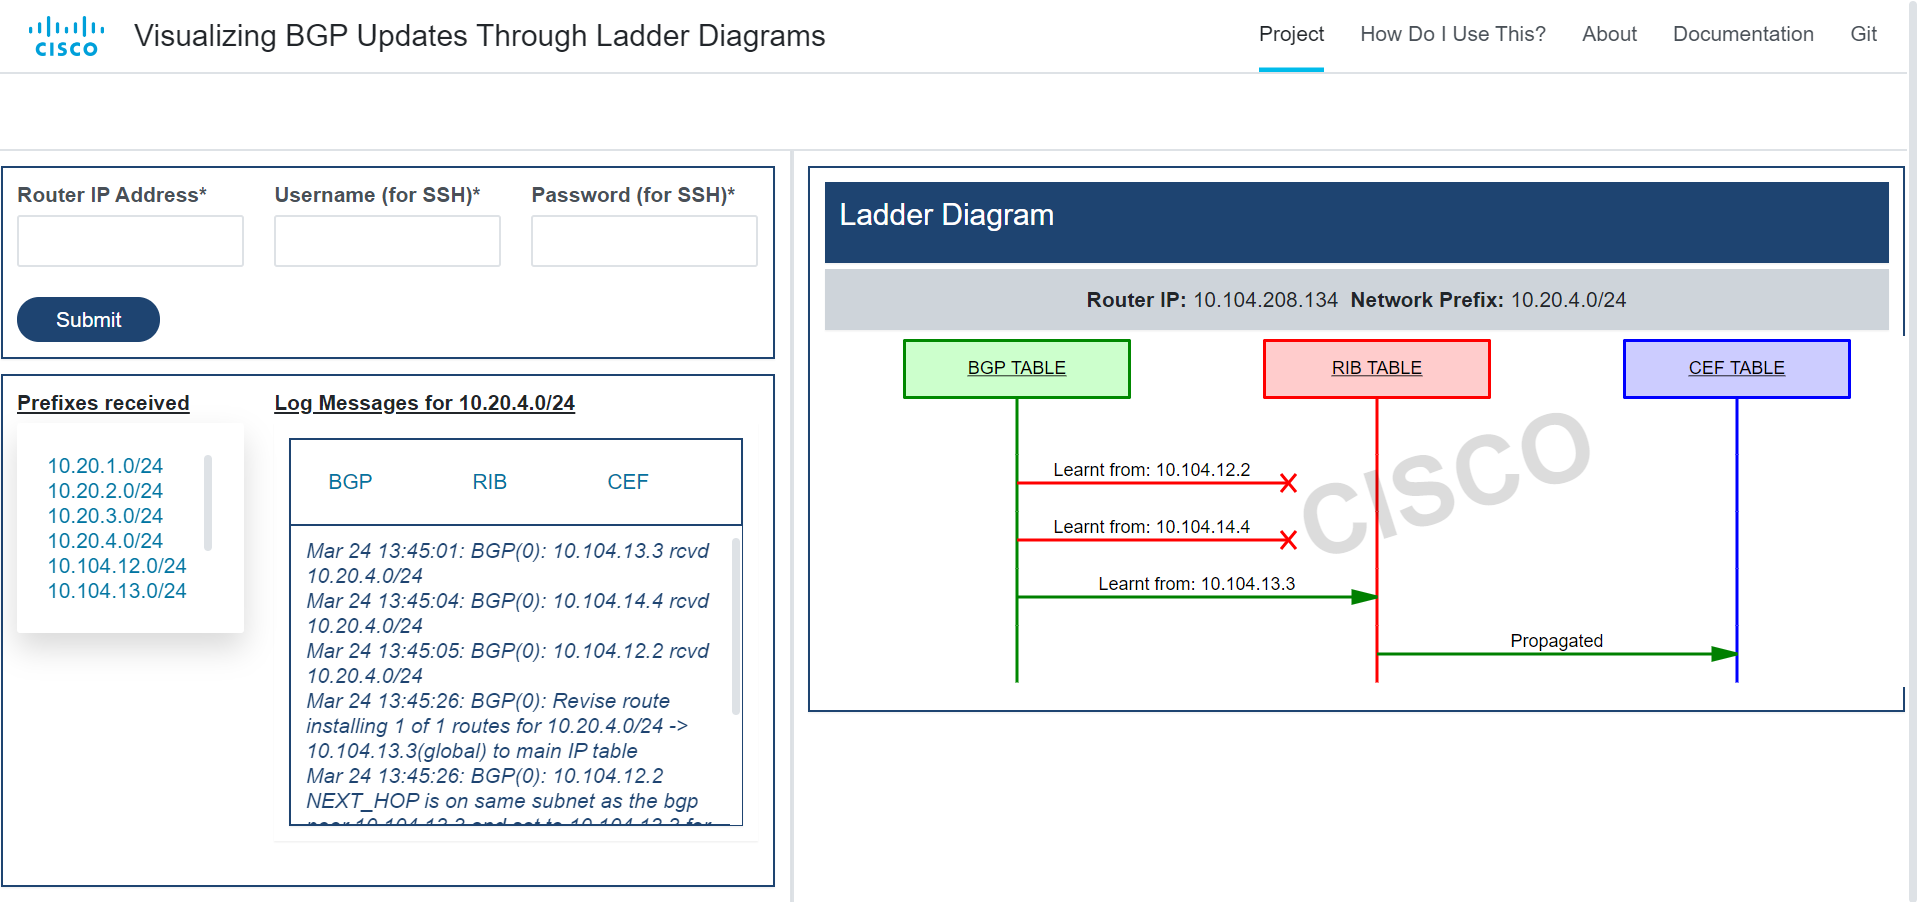 CISCO
Visualizing BGP Updates Through Ladder Diagrams
Project How Do I Use This? About Documentation Git
Router IP Address* Username (for SSH)* Password (for SSH)*
Submit
Prefixes received
10.20.1.0/24
10.20.2.0/24
10.20.3.0/24
10.20.4.0/24
10.104.12.0/24
10.104.13.0/24
Log Messages for 10.20.4.0/24
BGP RIB CEF
Mar 24 13:45:01: BGP(0): 10.104.13.3 rcvd
10.20.4.0/24
Mar 24 13:45:04: BGP(0): 10.104.14.4 rcvd
10.20.4.0/24
Mar 24 13:45:05: BGP(0): 10.104.12.2 rcvd
10.20.4.0/24
Mar 24 13:45:26: BGP(0): Revise route
installing 1 of 1 routes for 10.20.4.0/24 ->
10.104.13.3(global) to main IP table
Mar 24 13:45:26: BGP(0): 10.104.12.2
NEXT_HOP is on same subnet as the bgp
Ladder Diagram
Router IP: 10.104.208.134 Network Prefix: 10.20.4.0/24
BGP TABLE RIB TABLE CEF TABLE
CISCO
Learnt from: 10.104.12.2
Learnt from: 10.104.14.4
Learnt from: 10.104.13.3
Propagated